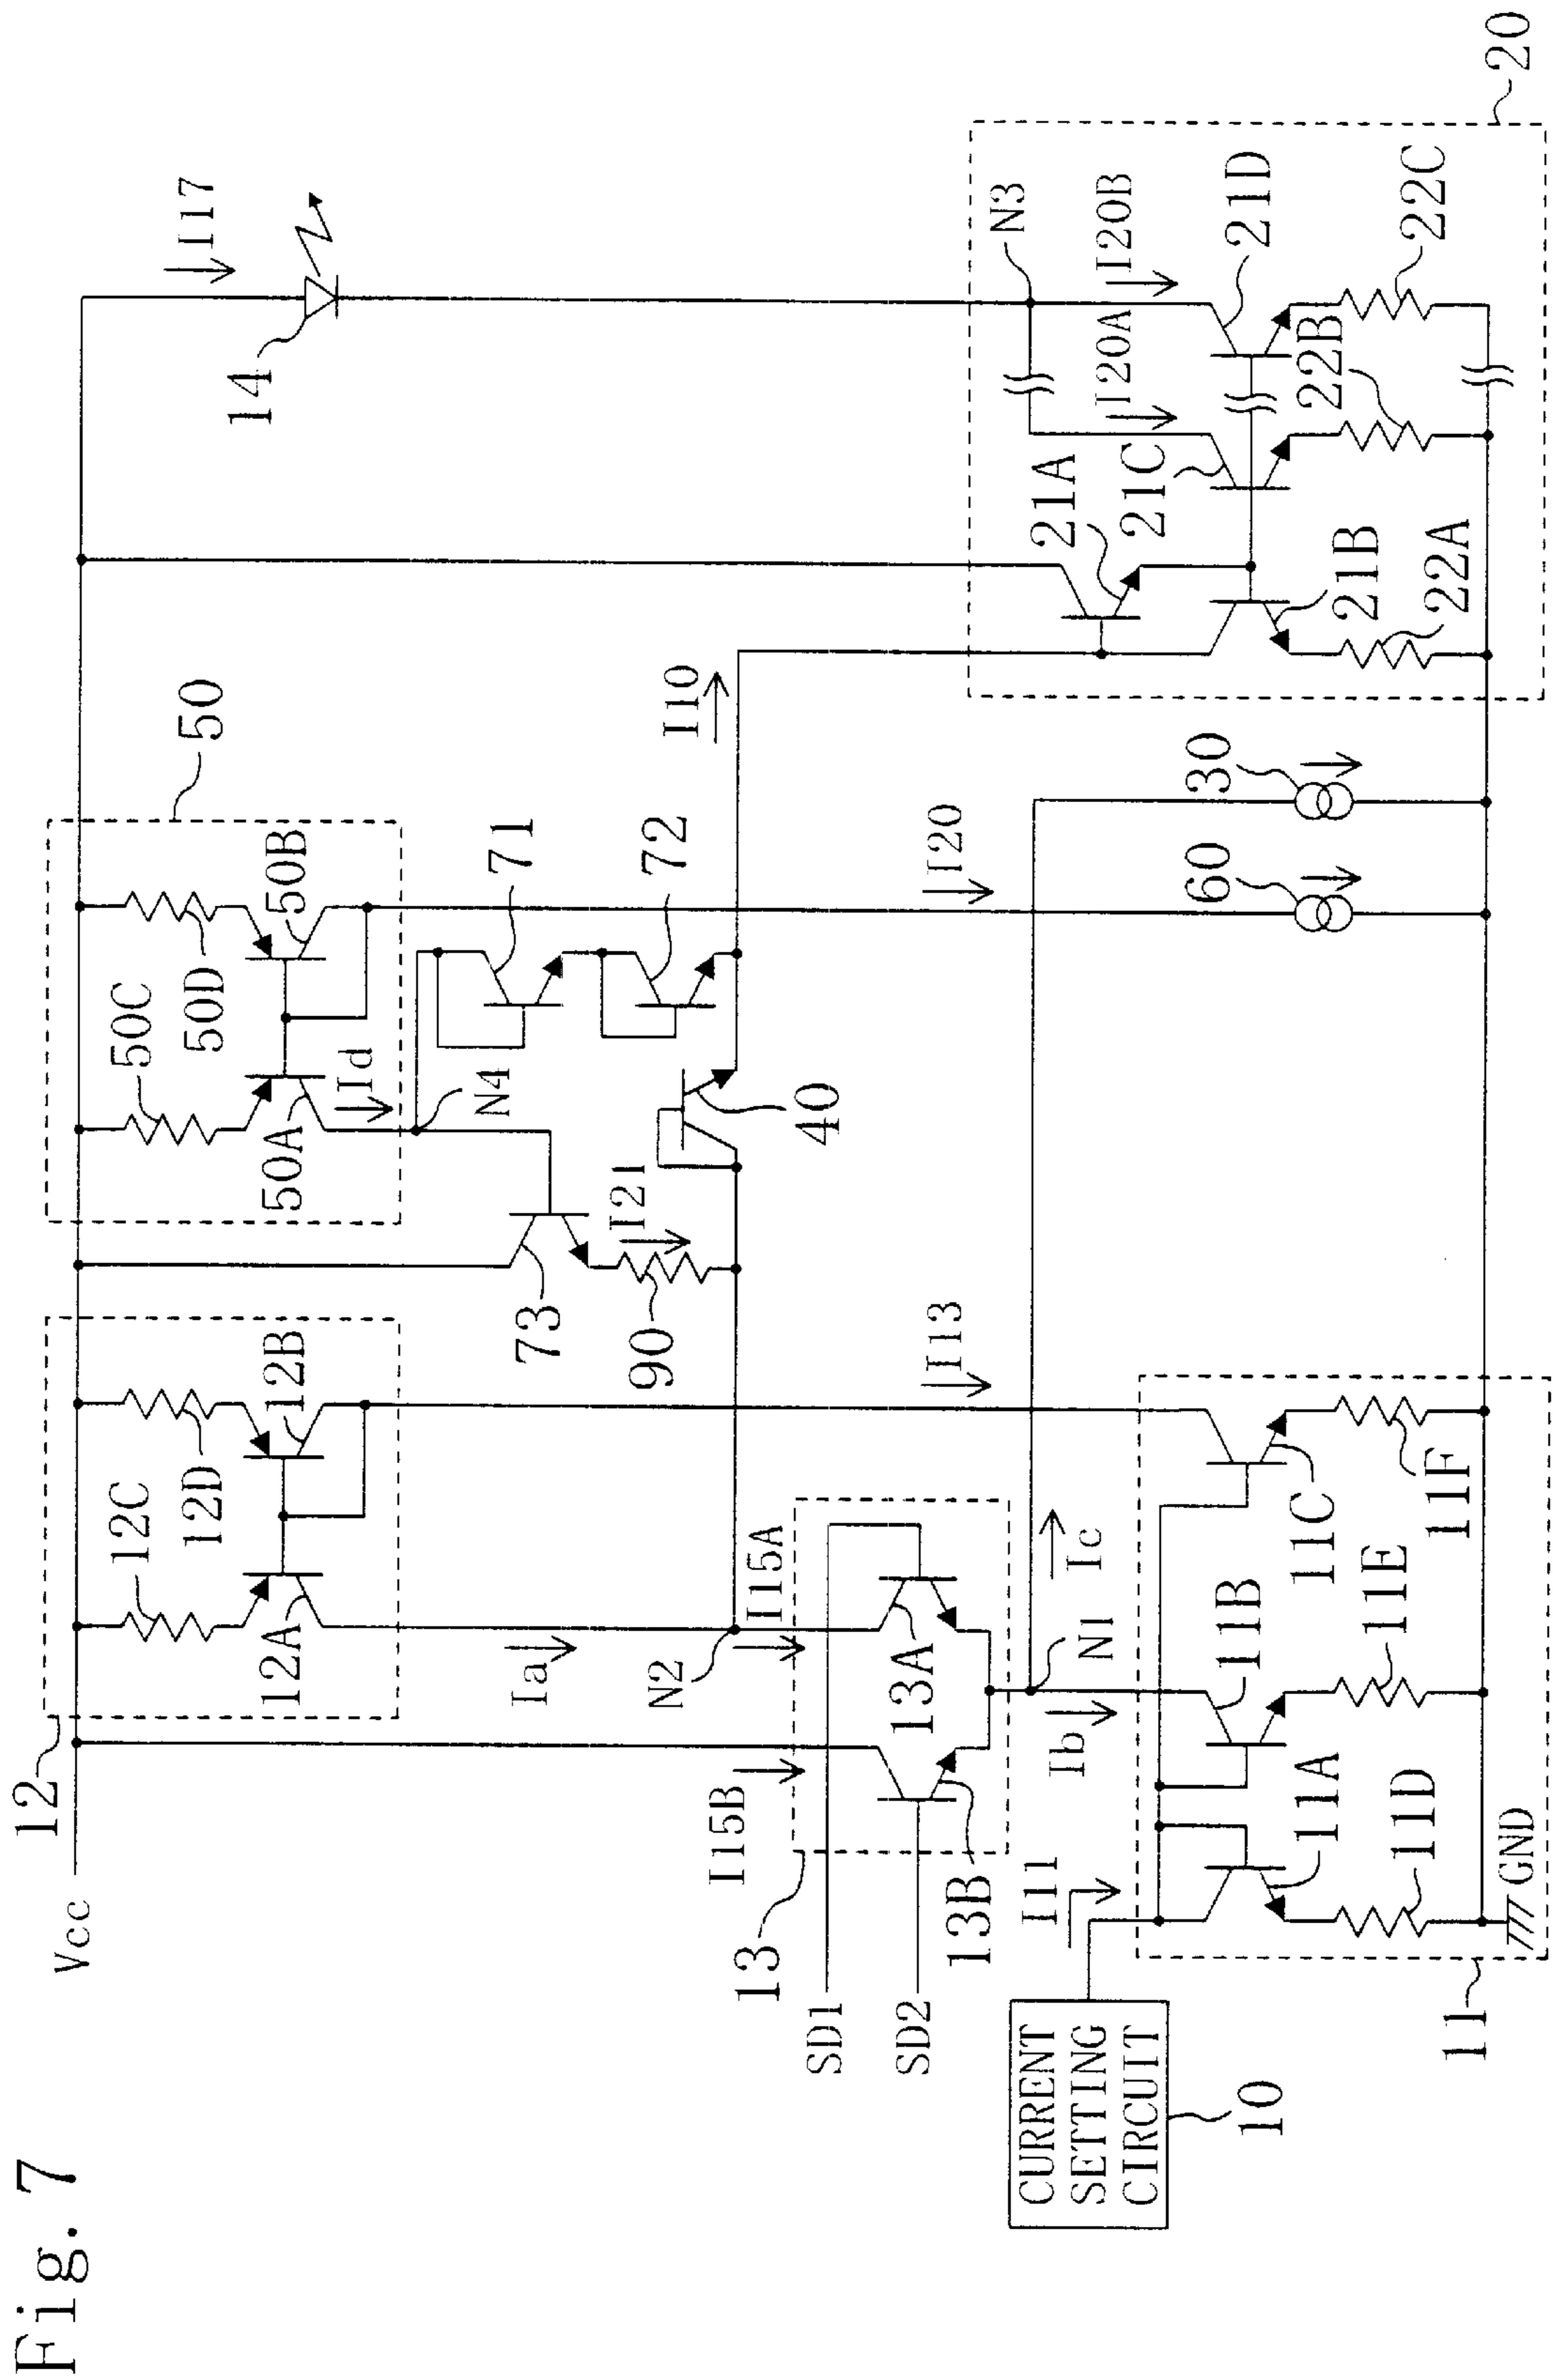 Fig. 7
Vcc
12
12C
12D
12A
12B
50
50C
50D
50A
50B
Id
N4
71
72
73
90
I21
40
I10
I17
14
Ia
N2
I15A
I15B
13
13A
13B
SD1
SD2
I13
I20
Ic
N1
Ib
I11
CURRENT
SETTING
CIRCUIT
10
11
11A
11B
11C
11D
11E
11F
GND
60
30
20
N3
I20A
I20B
21A
21B
21C
21D
22A
22B
22C